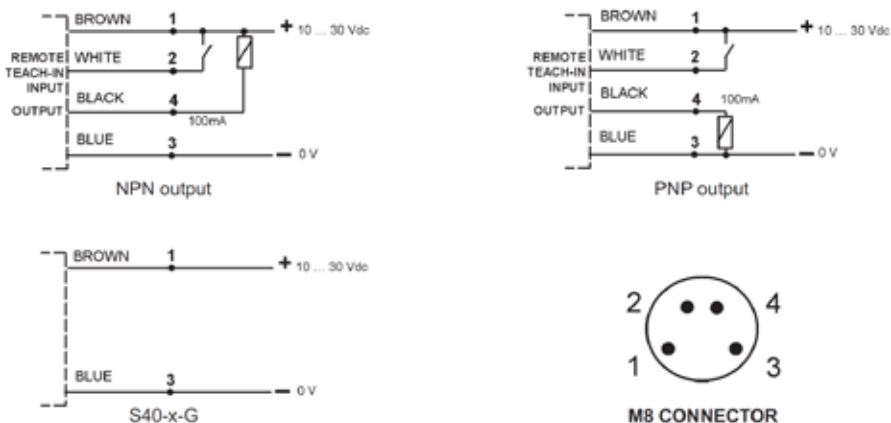 BROWN 1 + 10 ... 30 Vdc
REMOTE TEACH-IN INPUT WHITE 2
OUTPUT BLACK 4 100mA
BLUE 3 − 0 V
NPN output
BROWN 1 + 10 ... 30 Vdc
REMOTE TEACH-IN INPUT WHITE 2
OUTPUT BLACK 4 100mA
BLUE 3 − 0 V
PNP output
BROWN 1 + 10 ... 30 Vdc
BLUE 3 − 0 V
S40-x-G
2 4
1 3
M8 CONNECTOR